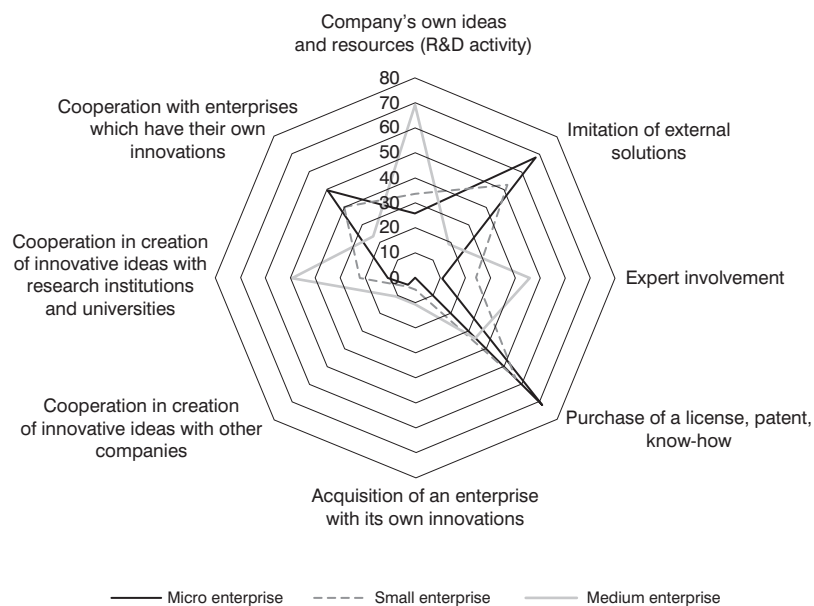 Company's own ideas
and resources (R&D activity)
80
70
60
50
40
30
20
10
0
Cooperation with enterprises
which have their own
innovations
Imitation of external
solutions
Cooperation in creation
of innovative ideas with
research institutions
and universities
Expert involvement
Cooperation in creation
of innovative ideas with other
companies
Purchase of a license, patent,
know-how
Acquisition of an enterprise
with its own innovations
Micro enterprise
Small enterprise
Medium enterprise